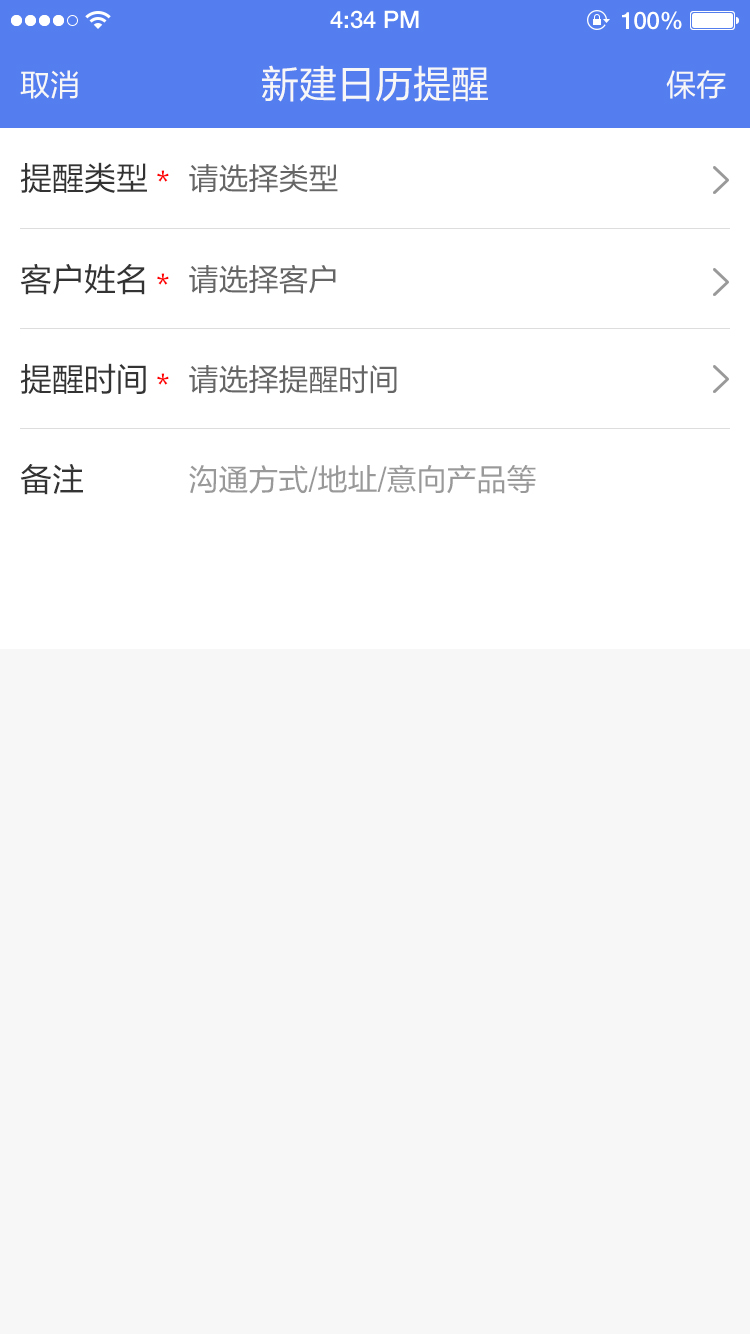 4:34 PM 100%
取消 新建日历提醒 保存
提醒类型 * 请选择类型
客户姓名 * 请选择客户
提醒时间 * 请选择提醒时间
备注 沟通方式/地址/意向产品等